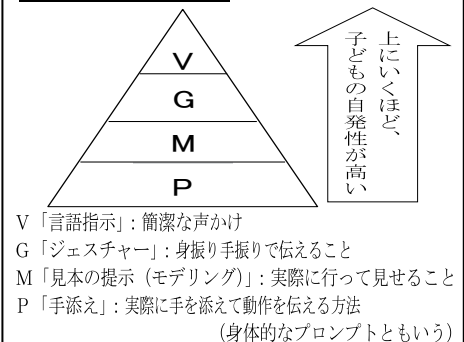 V
G
M
P
上にいくほど、
子どもの自発性が高い
V「言語指示」：簡潔な声かけ
G「ジェスチャー」：身振り手振りで伝えること
M「見本の提示（モデリング）」：実際に行って見せること
P「手添え」：実際に手を添えて動作を伝える方法
（身体的なプロンプトともいう）